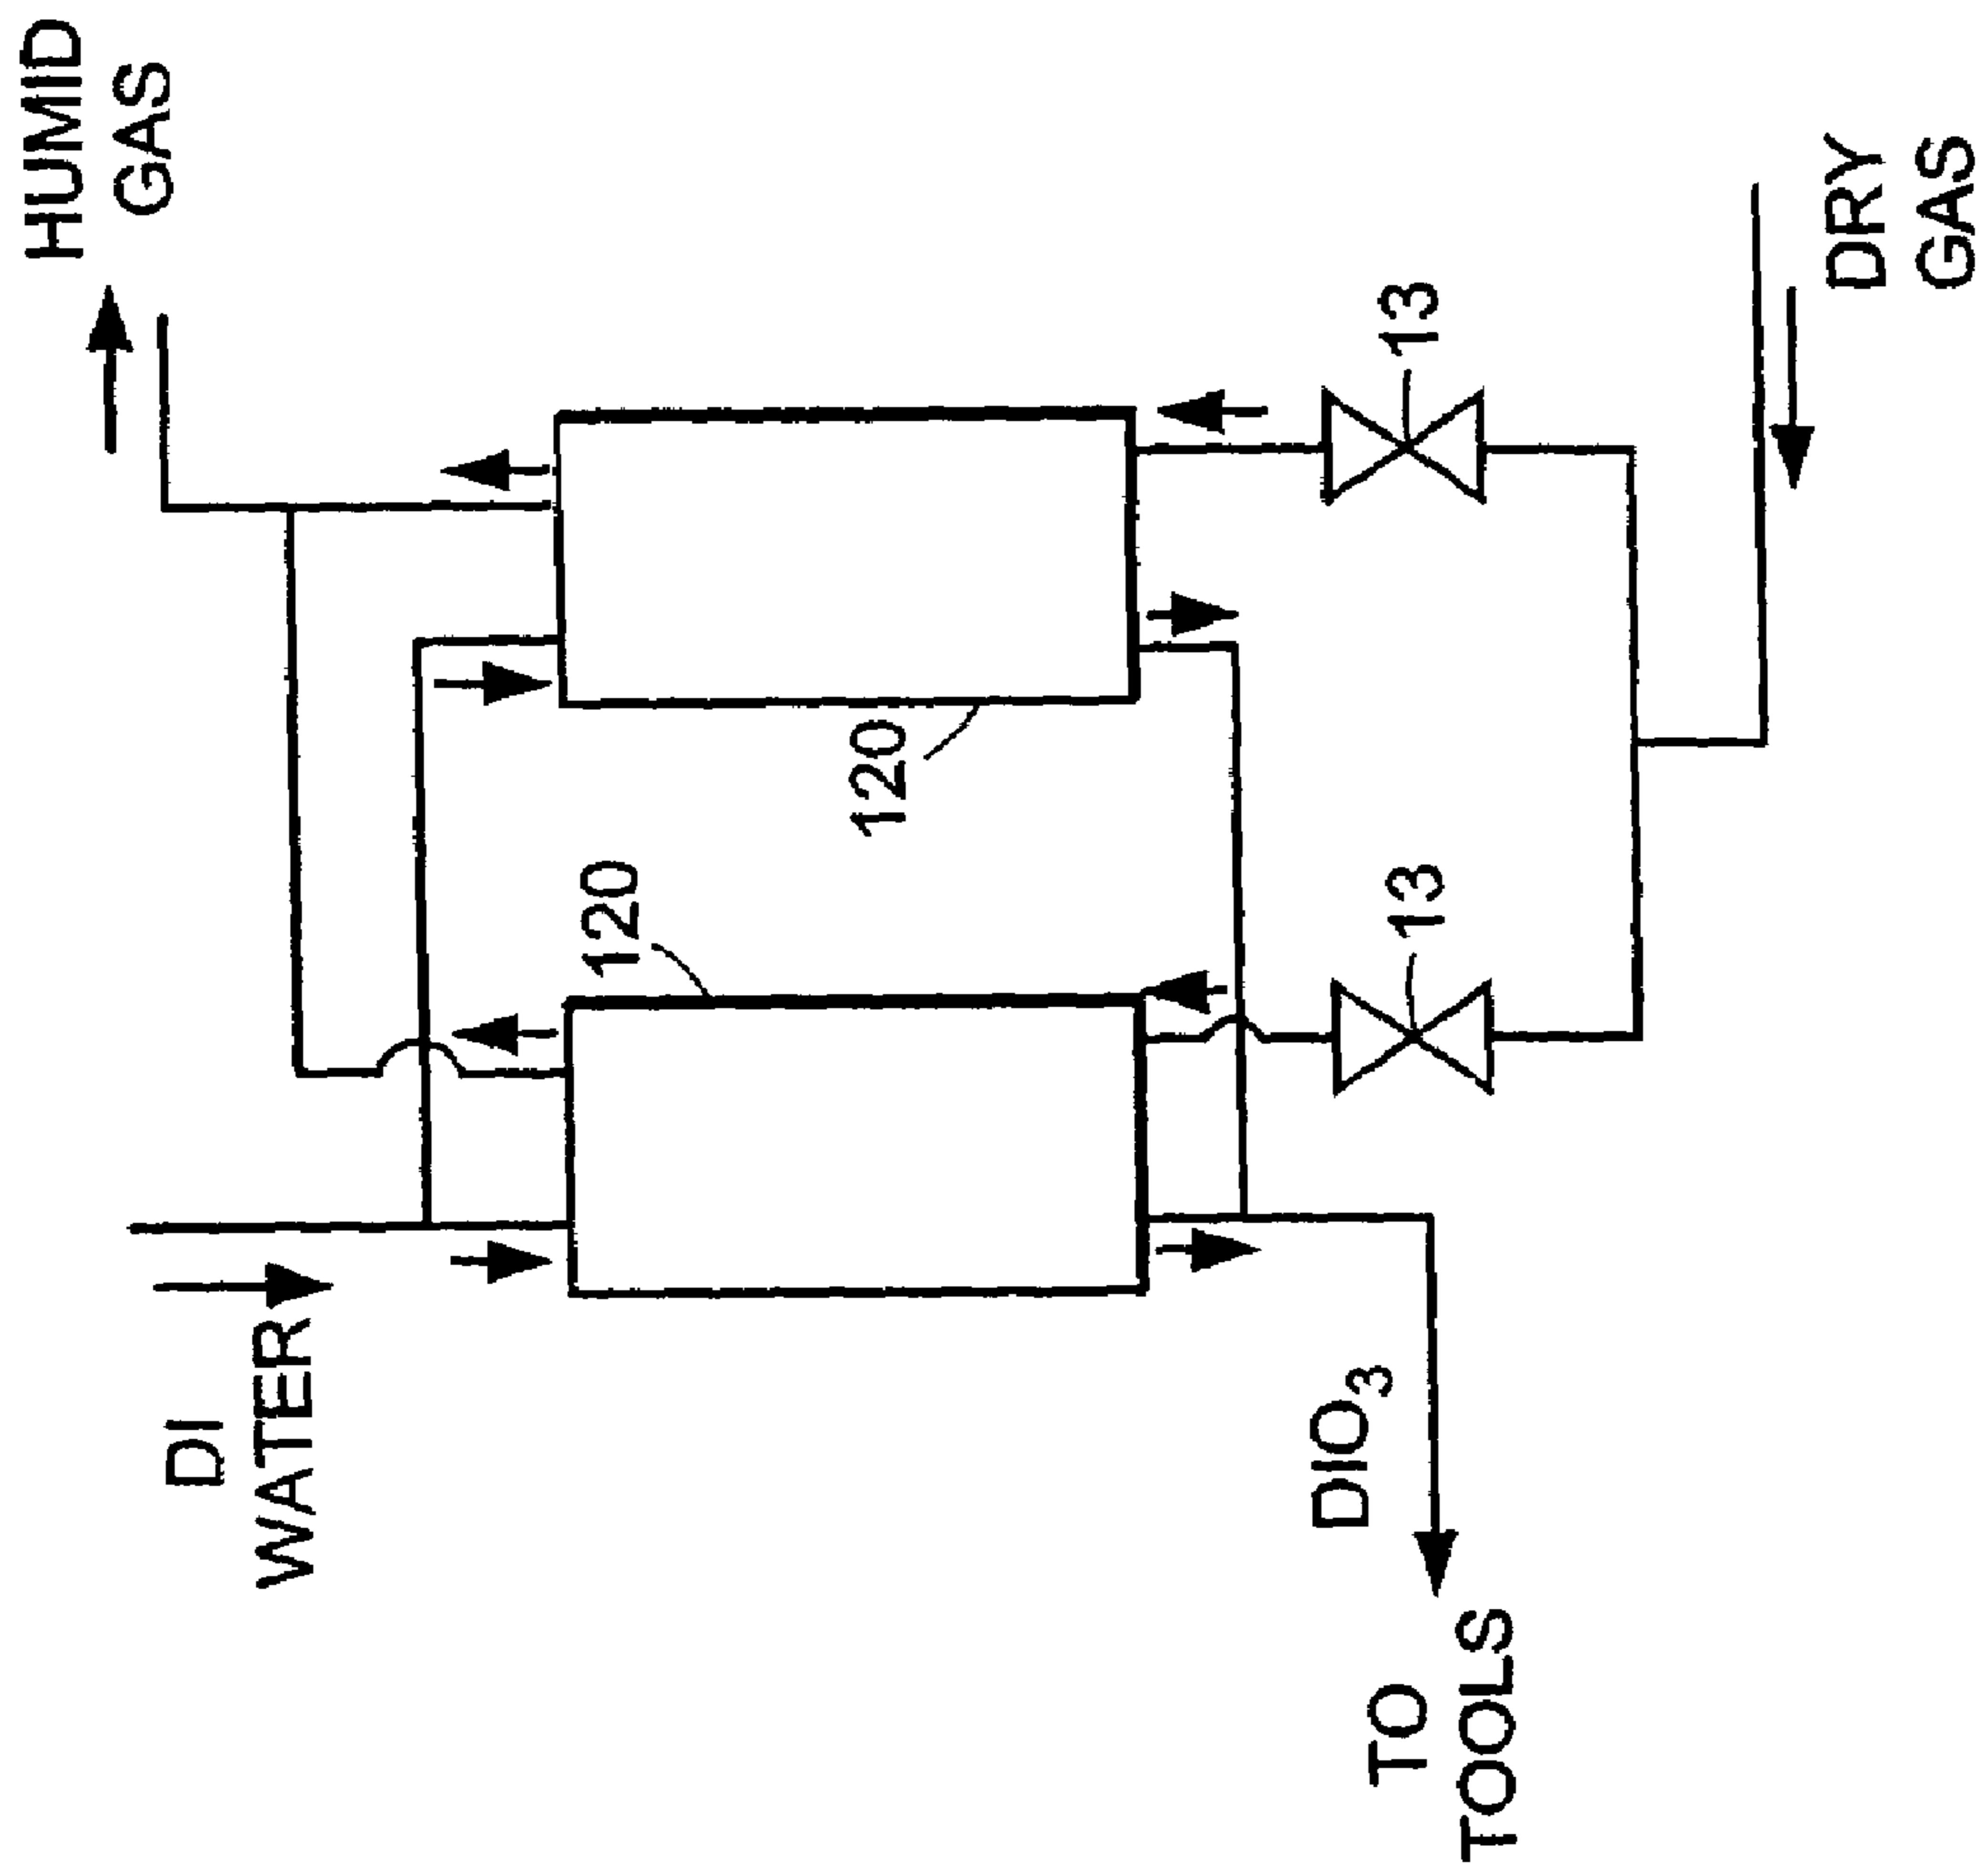 HUMID
GAS
DI
WATER
120
120
13
13
DIO3
TO
TOOLS
DRY
GAS